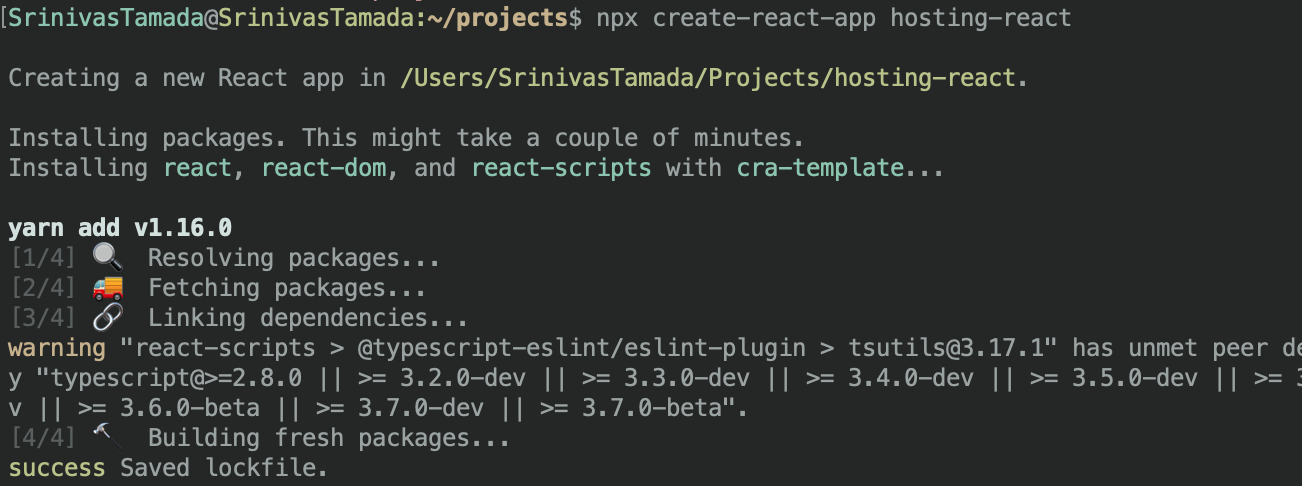 [SrinivasTamada@SrinivasTamada:~/projects$ npx create-react-app hosting-react
Creating a new React app in /Users/SrinivasTamada/Projects/hosting-react.
Installing packages. This might take a couple of minutes.
Installing react, react-dom, and react-scripts with cra-template...
yarn add v1.16.0
[1/4] 🔍 Resolving packages...
[2/4] 🚚 Fetching packages...
[3/4] 🔗 Linking dependencies...
warning "react-scripts > @typescript-eslint/eslint-plugin > tsutils@3.17.1" has unmet peer de
y "typescript@>=2.8.0 || >= 3.2.0-dev || >= 3.3.0-dev || >= 3.4.0-dev || >= 3.5.0-dev || >= 3
v || >= 3.6.0-beta || >= 3.7.0-dev || >= 3.7.0-beta".
[4/4] 🔨 Building fresh packages...
success Saved lockfile.